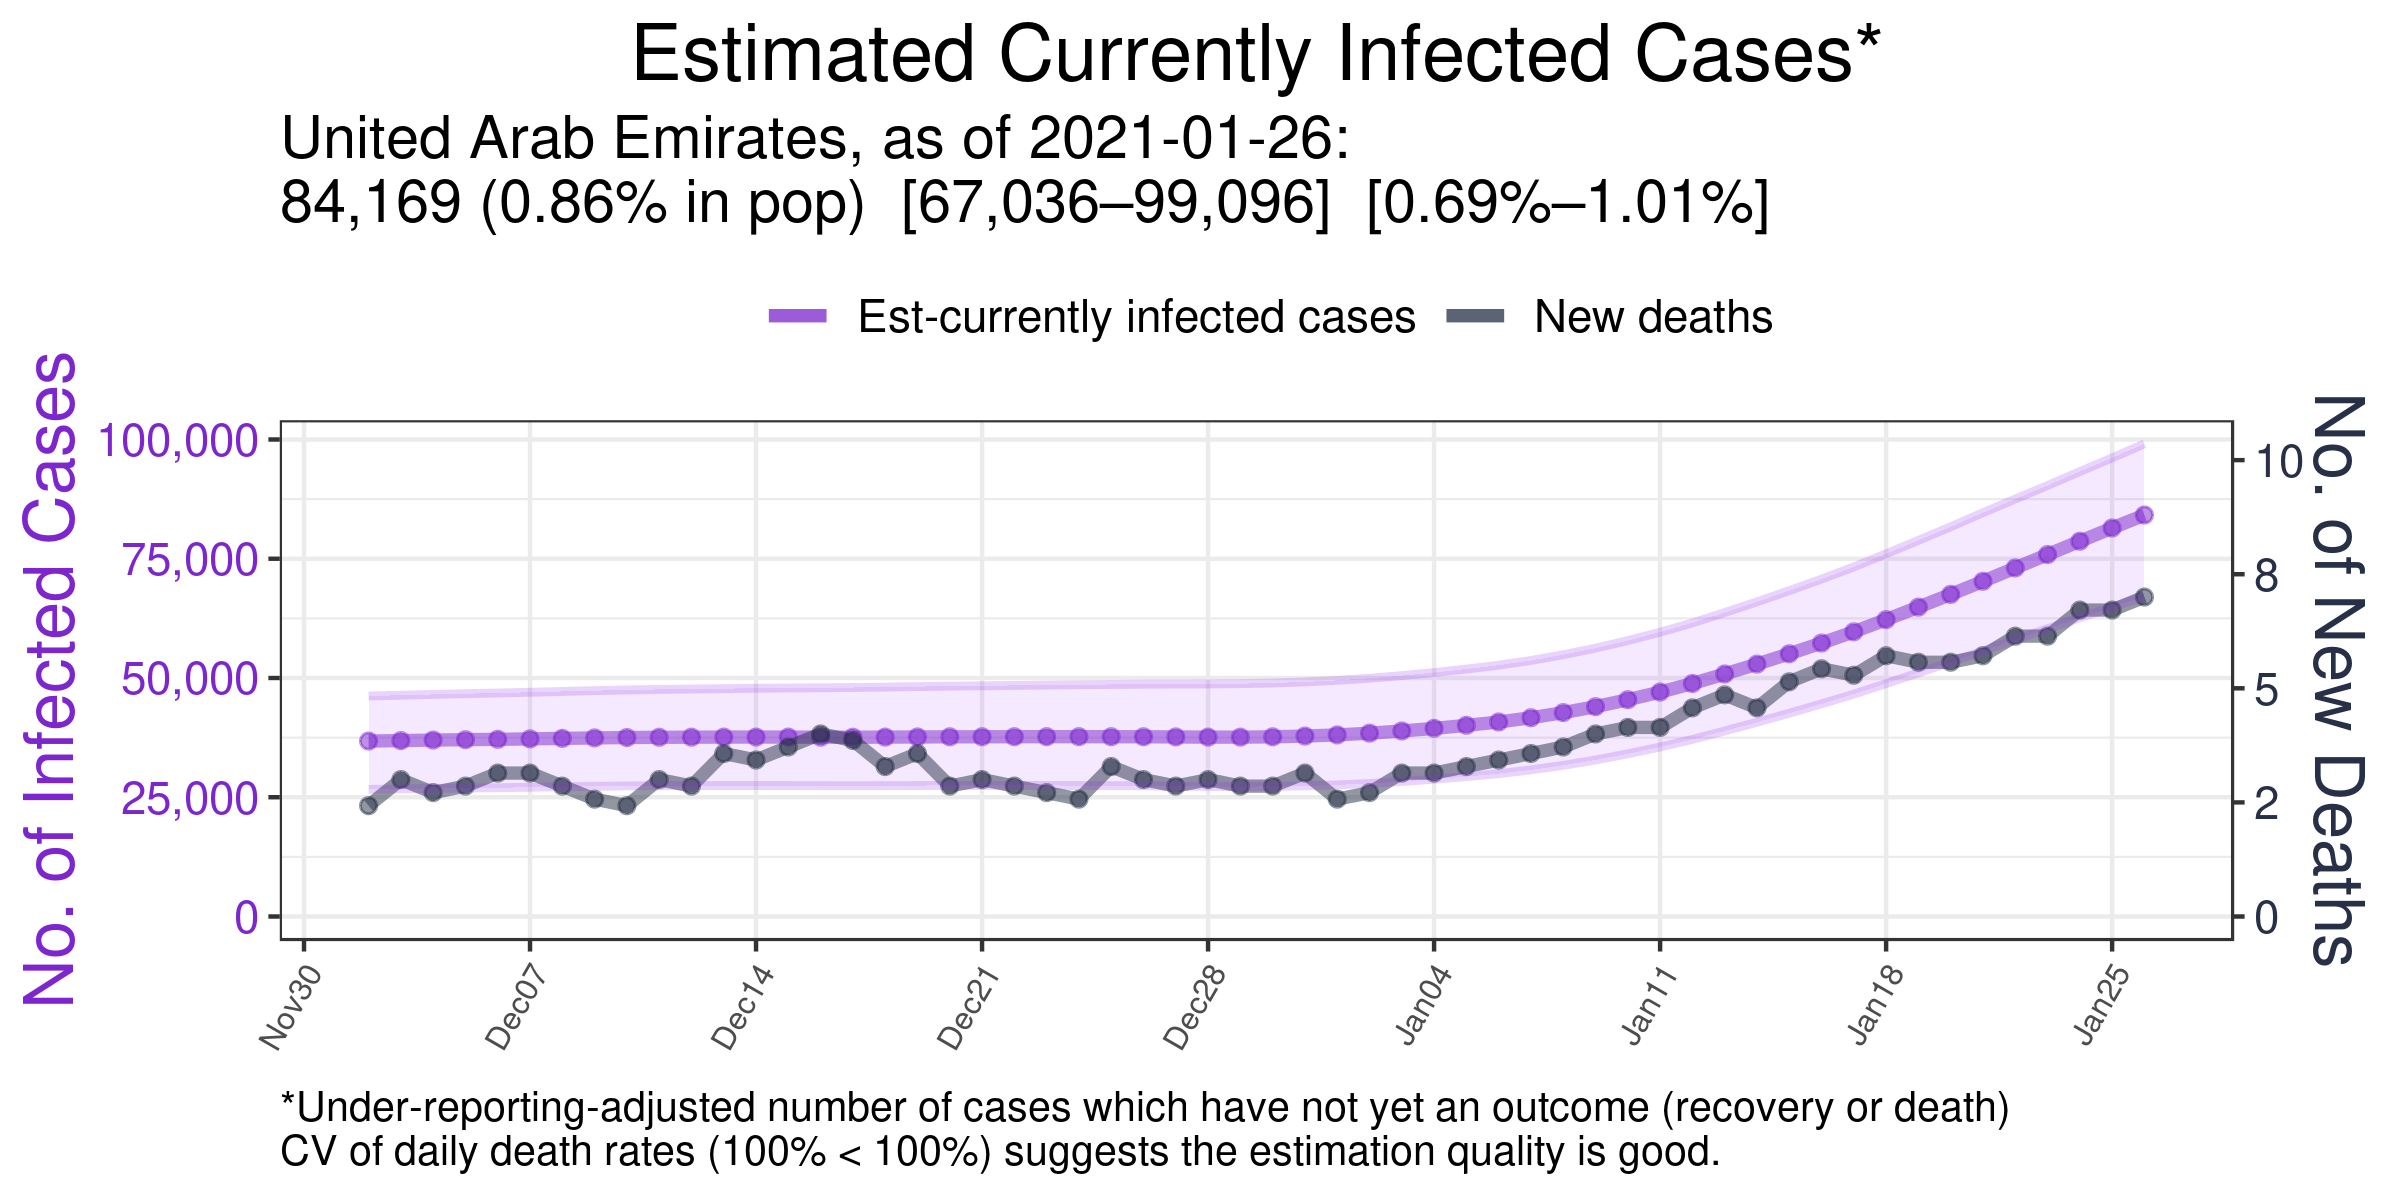 Estimated Currently Infected Cases*
United Arab Emirates, as of 2021-01-26:
84,169 (0.86% in pop)  [67,036–99,096]  [0.69%–1.01%]
Est-currently infected cases
New deaths
No. of Infected Cases
100,000
75,000
50,000
25,000
0
10
8
5
2
0
No. of New Deaths
Nov30
Dec07
Dec14
Dec21
Dec28
Jan04
Jan11
Jan18
Jan25
*Under-reporting-adjusted number of cases which have not yet an outcome (recovery or death)
CV of daily death rates (100% < 100%) suggests the estimation quality is good.